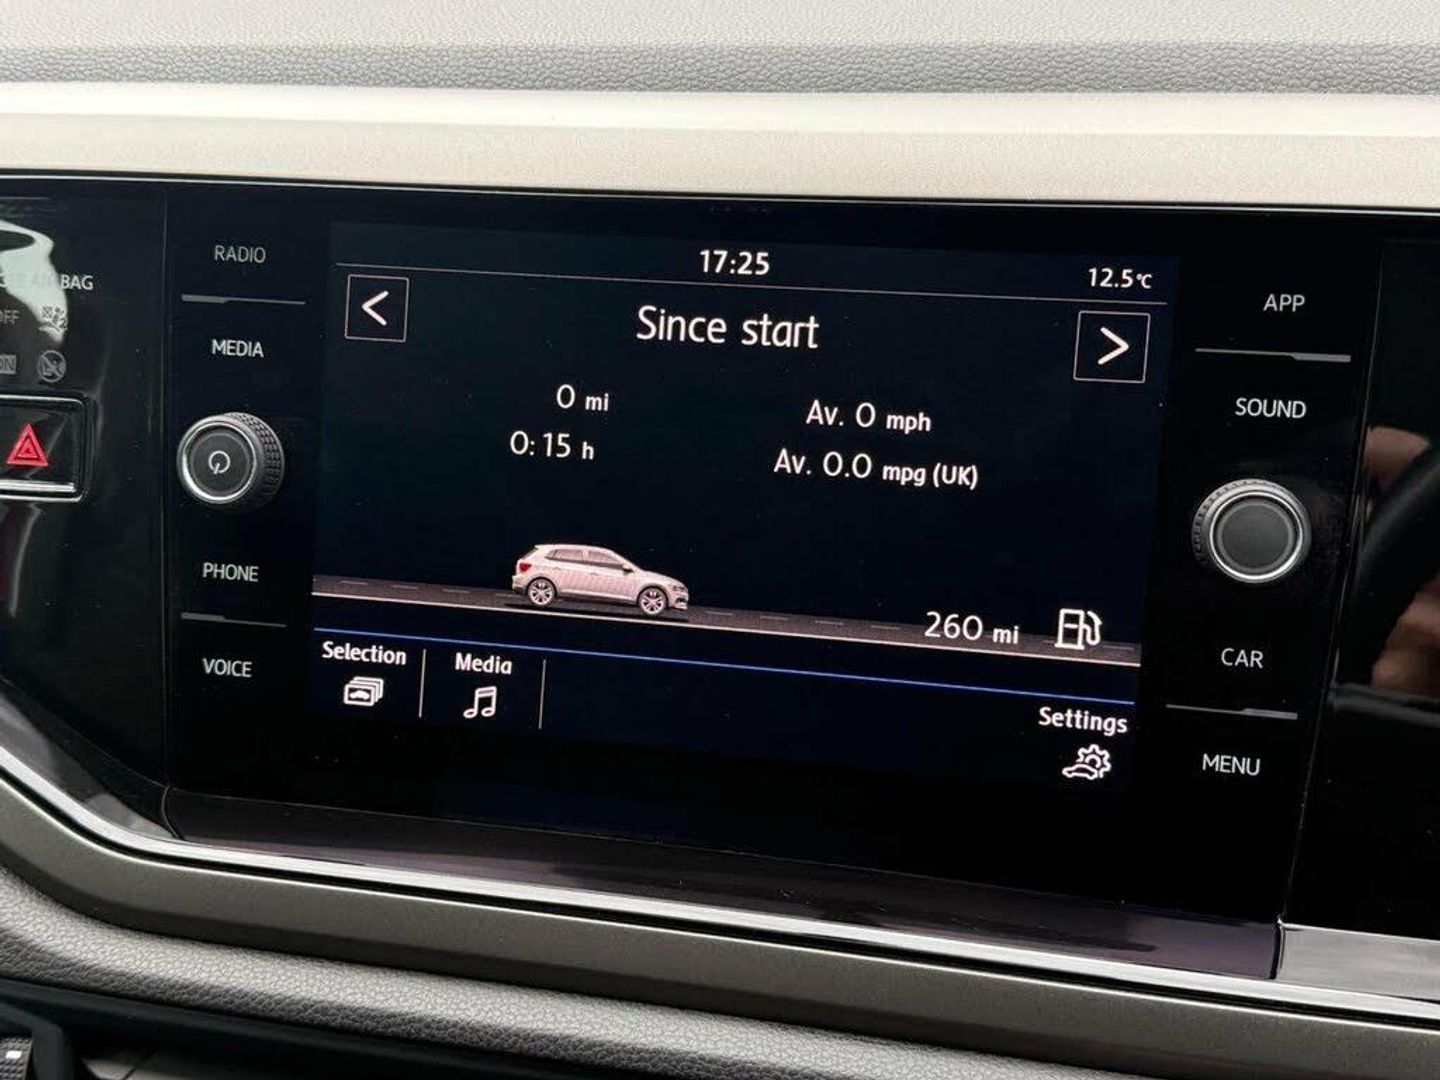 RADIO
MEDIA
PHONE
VOICE
BAG
17:25
12.5°C
<
Since start
>
0 mi
Av. 0 mph
0:15 h
Av. 0.0 mpg (UK)
260 mi
Selection
Media
Settings
APP
SOUND
CAR
MENU